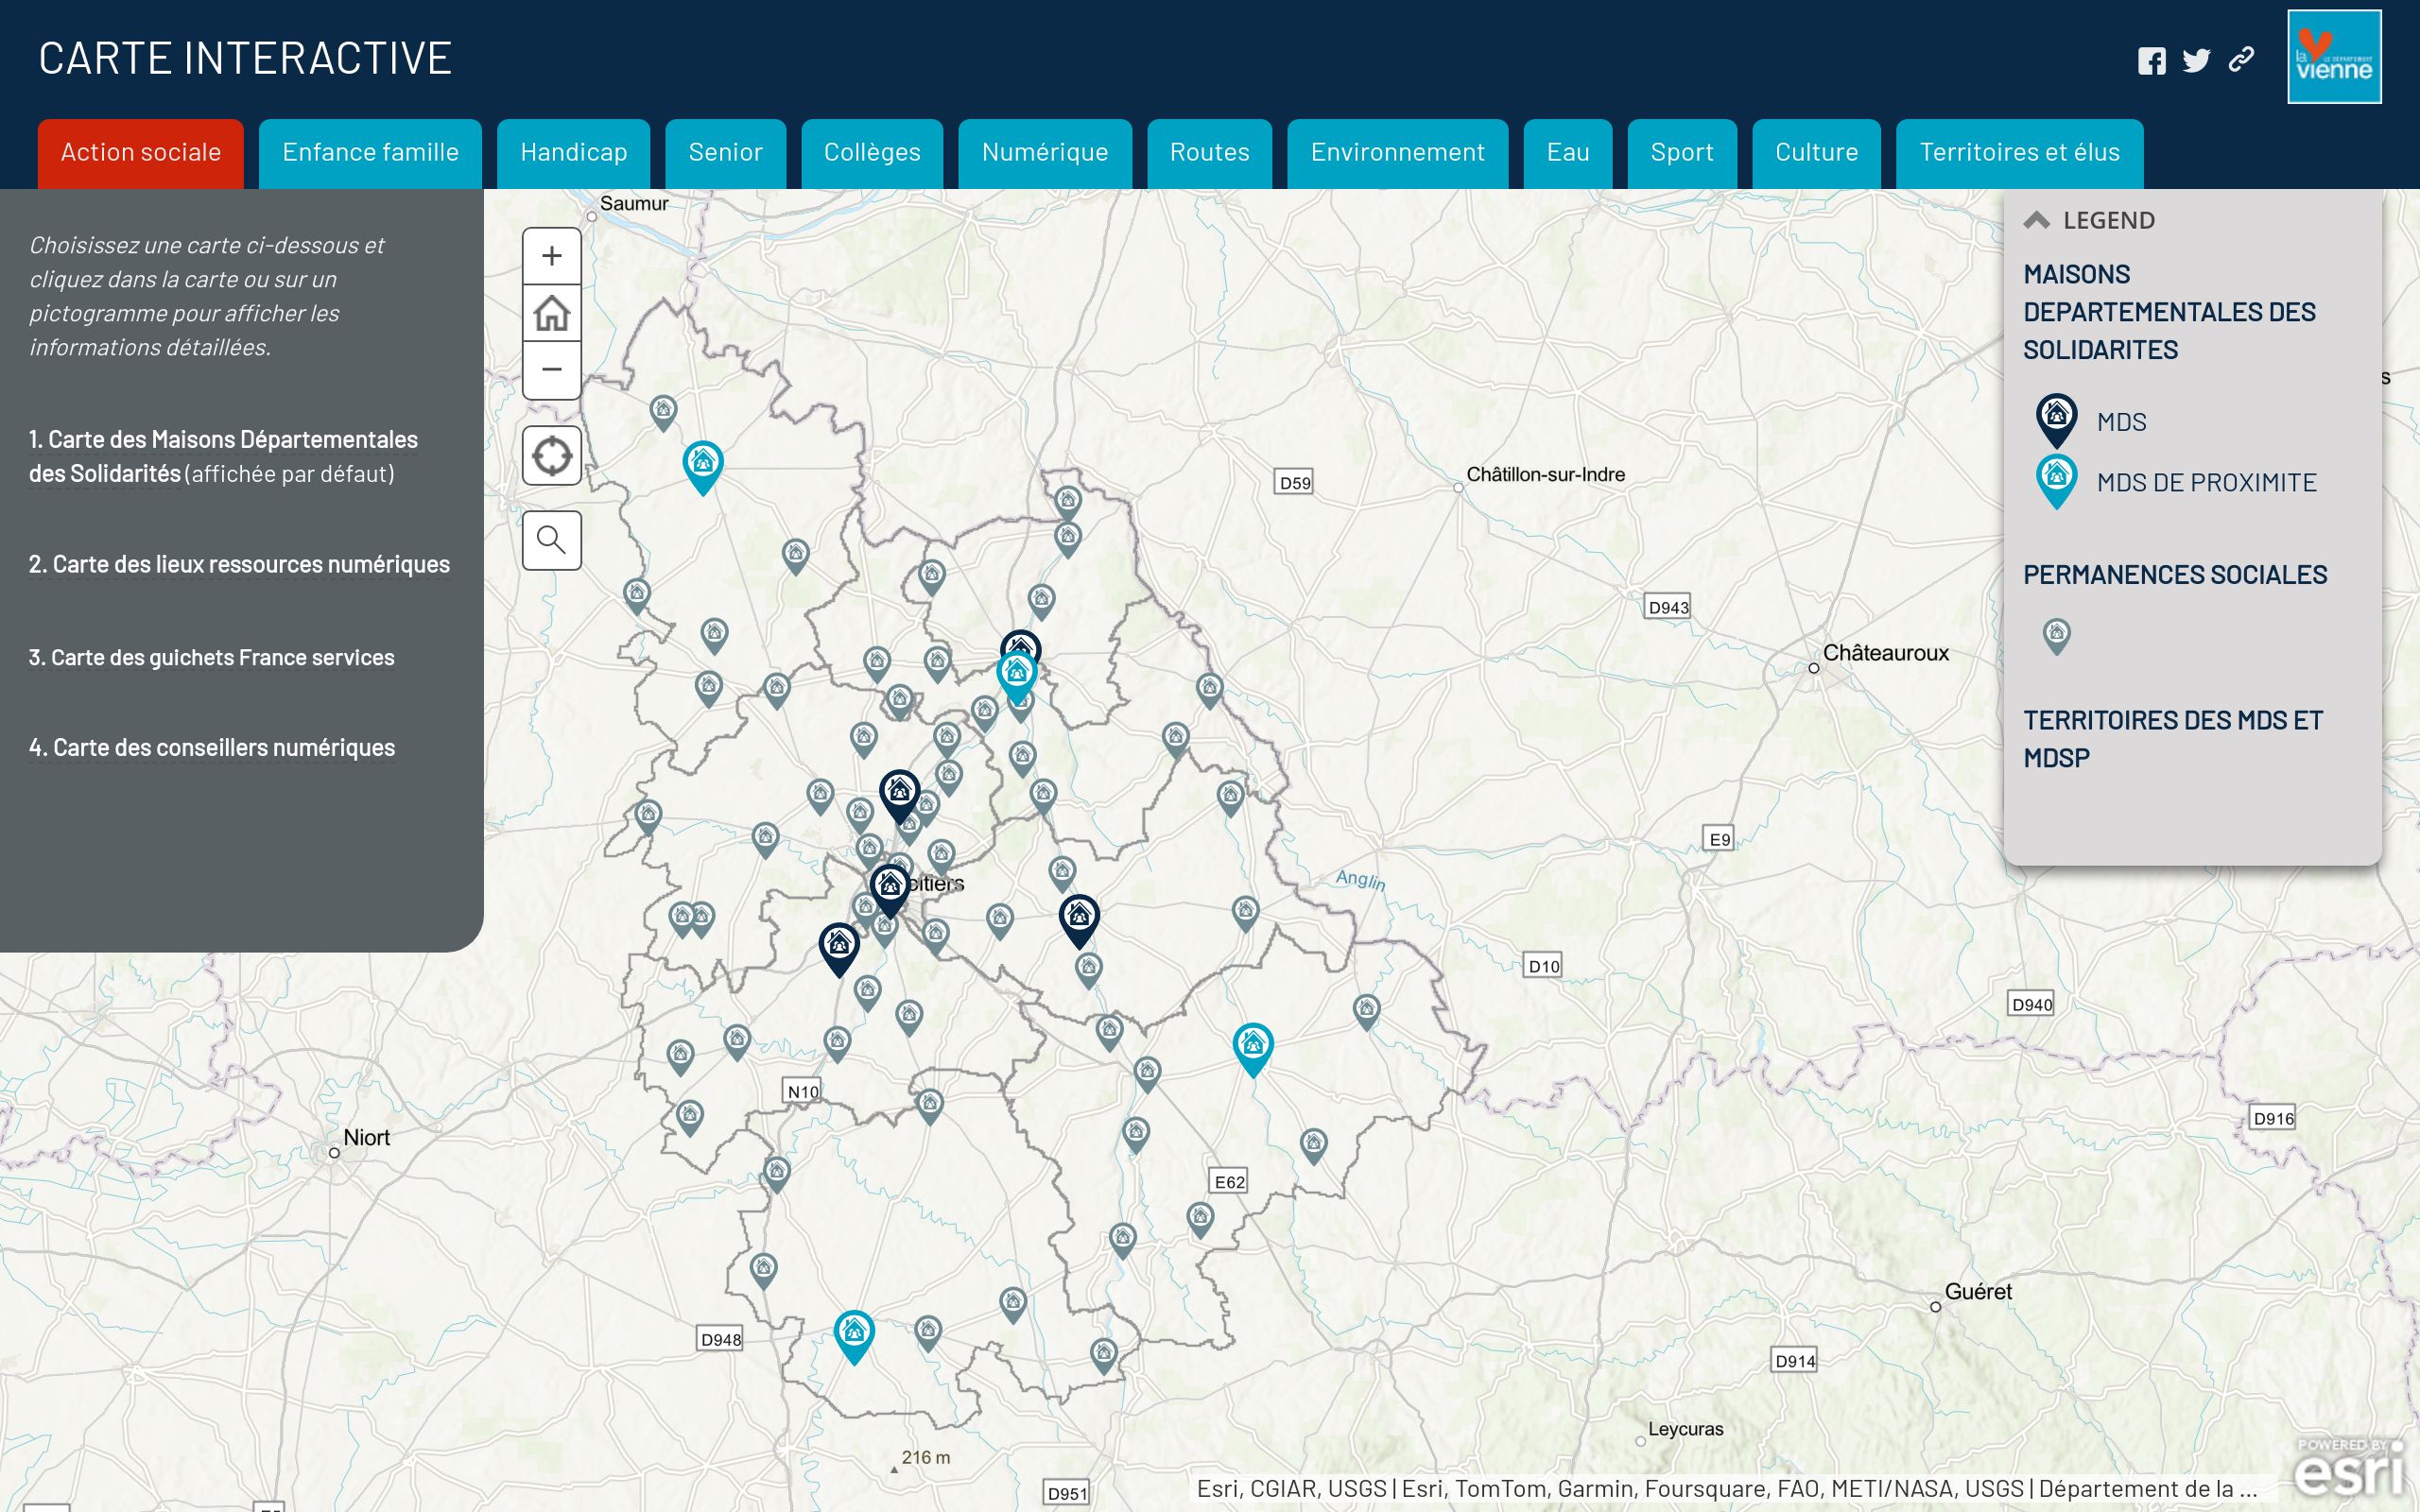 CARTE INTERACTIVE
la
LE DÉPARTEMENT
vienne
Action sociale
Enfance famille
Handicap
Senior
Collèges
Numérique
Routes
Environnement
Eau
Sport
Culture
Territoires et élus
Choisissez une carte ci-dessous et
cliquez dans la carte ou sur un
pictogramme pour afficher les
informations détaillées.
1. Carte des Maisons Départementales
des Solidarités (affichée par défaut)
2. Carte des lieux ressources numériques
3. Carte des guichets France services
4. Carte des conseillers numériques
+
−
Saumur
D59
Châtillon-sur-Indre
D943
Châteauroux
E9
Anglin
oitiers
D10
D940
N10
D916
Niort
E62
Guéret
D948
D914
Leycuras
216 m
D951
LEGEND
MAISONS
DEPARTEMENTALES DES
SOLIDARITES
MDS
MDS DE PROXIMITE
PERMANENCES SOCIALES
TERRITOIRES DES MDS ET
MDSP
s
Esri, CGIAR, USGS | Esri, TomTom, Garmin, Foursquare, FAO, METI/NASA, USGS | Département de la ...
POWERED BY
esri